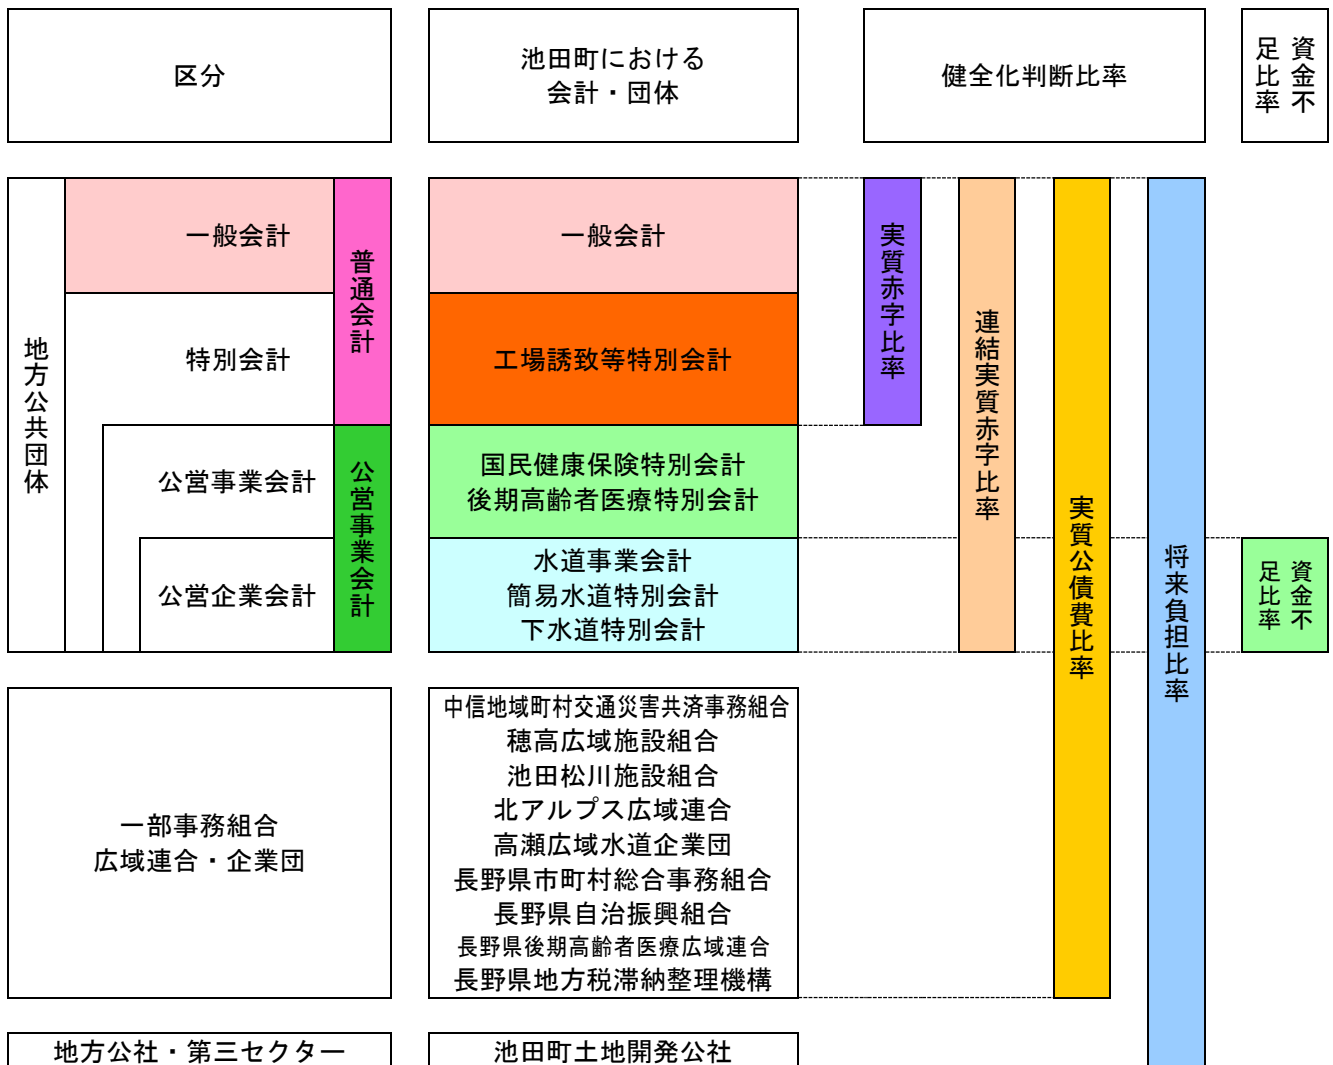 区分
池田町における
会計・団体
健全化判断比率
資金不
足比率
地方公共団体
一般会計
特別会計
公営事業会計
公営企業会計
普通会計
公営事業会計
一般会計
工場誘致等特別会計
国民健康保険特別会計
後期高齢者医療特別会計
水道事業会計
簡易水道特別会計
下水道特別会計
実質赤字比率
連結実質赤字比率
実質公債費比率
将来負担比率
資金不
足比率
一部事務組合
広域連合・企業団
中信地域町村交通災害共済事務組合
穂高広域施設組合
池田松川施設組合
北アルプス広域連合
高瀬広域水道企業団
長野県市町村総合事務組合
長野県自治振興組合
長野県後期高齢者医療広域連合
長野県地方税滞納整理機構
地方公社・第三セクター
池田町土地開発公社